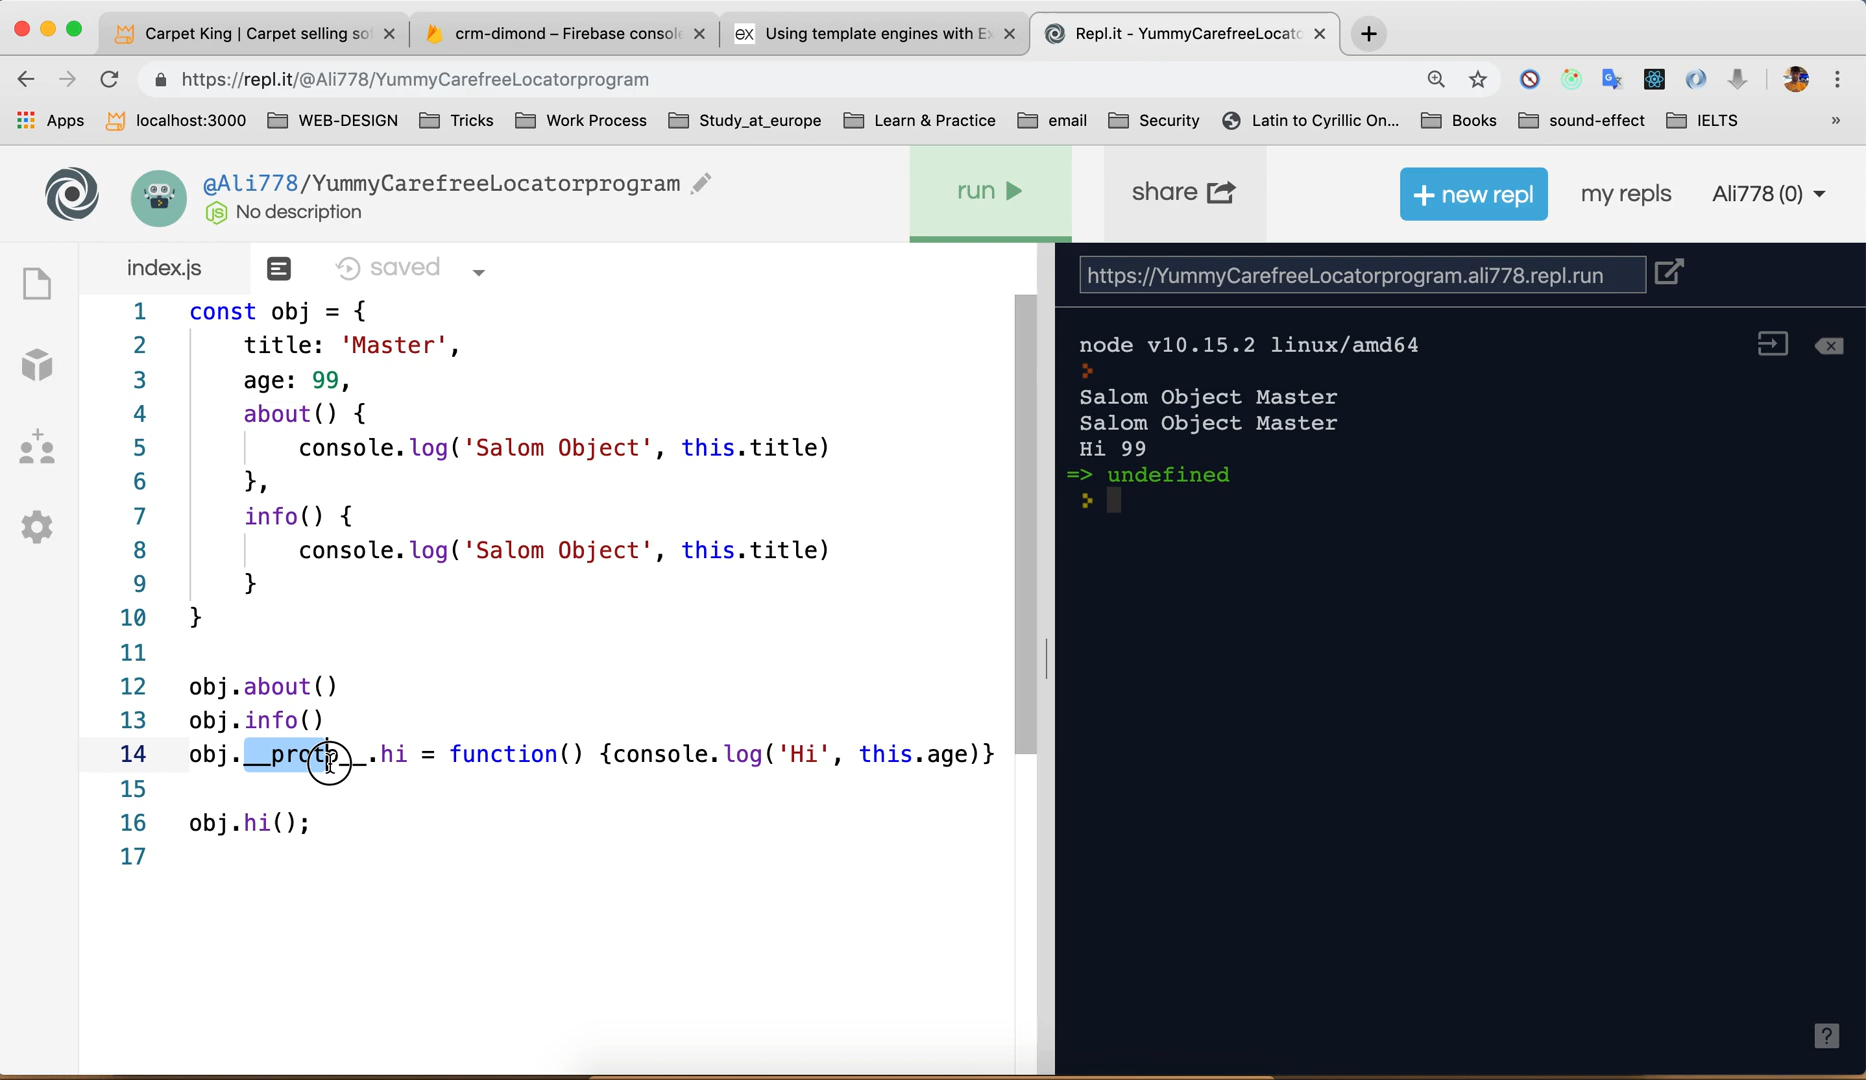 Carpet King | Carpet selling so
crm-dimond – Firebase console
ex Using template engines with Ex
Repl.it - YummyCarefreeLocato
https://repl.it/@Ali778/YummyCarefreeLocatorprogram
Apps
localhost:3000
WEB-DESIGN
Tricks
Work Process
Study_at_europe
Learn & Practice
email
Security
Latin to Cyrillic On...
Books
sound-effect
IELTS
»
@Ali778/YummyCarefreeLocatorprogram
No description
run
share
+ new repl
my repls
Ali778 (0)
index.js
saved
1 const obj = {
2 title: 'Master',
3 age: 99,
4 about() {
5 console.log('Salom Object', this.title)
6 },
7 info() {
8 console.log('Salom Object', this.title)
9 }
10 }
11
12 obj.about()
13 obj.info()
14 obj.__proto__.hi = function() {console.log('Hi', this.age)}
15
16 obj.hi();
17
https://YummyCarefreeLocatorprogram.ali778.repl.run
node v10.15.2 linux/amd64
Salom Object Master
Salom Object Master
Hi 99
=> undefined
?